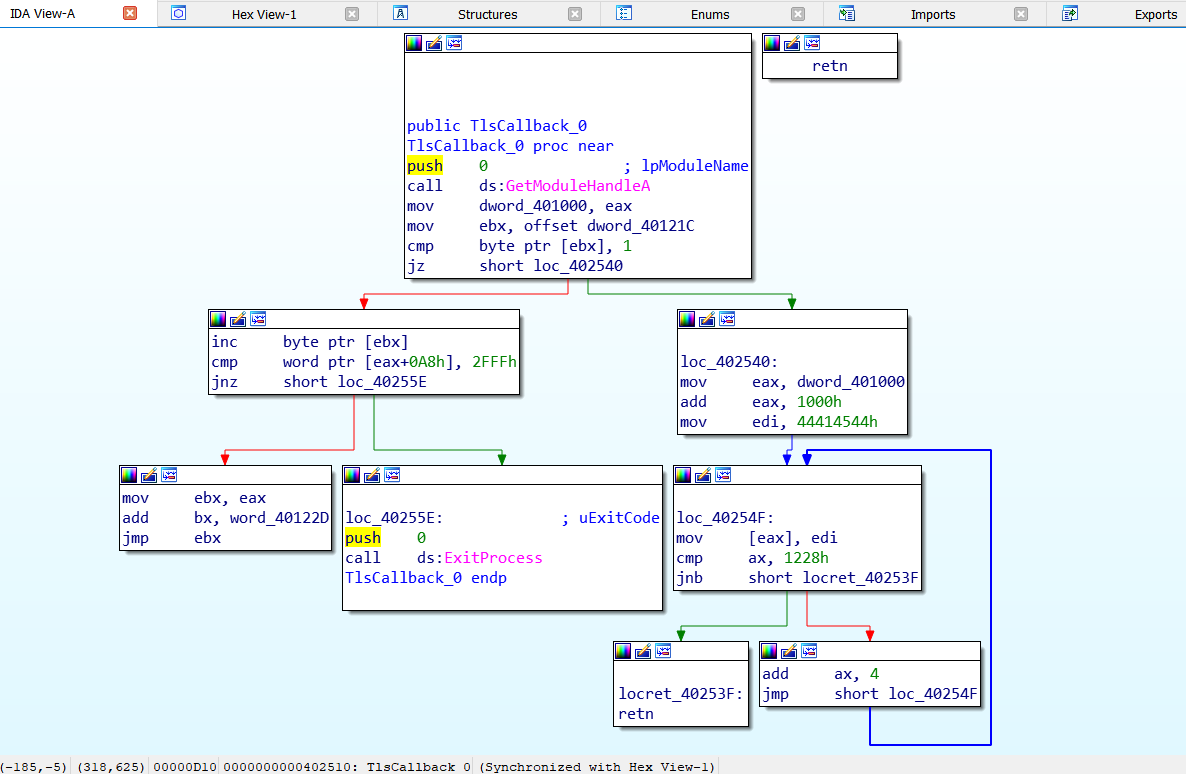 IDA View-A Hex View-1 Structures Enums Imports Exports
retn
public TlsCallback_0
TlsCallback_0 proc near
push 0 ; lpModuleName
call ds:GetModuleHandleA
mov dword_401000, eax
mov ebx, offset dword_40121C
cmp byte ptr [ebx], 1
jz short loc_402540
inc byte ptr [ebx]
cmp word ptr [eax+0A8h], 2FFFh
jnz short loc_40255E
loc_402540:
mov eax, dword_401000
add eax, 1000h
mov edi, 44414544h
mov ebx, eax
add bx, word_40122D
jmp ebx
loc_40255E: ; uExitCode
push 0
call ds:ExitProcess
TlsCallback_0 endp
loc_40254F:
mov [eax], edi
cmp ax, 1228h
jnb short locret_40253F
locret_40253F:
retn
add ax, 4
jmp short loc_40254F
(-185,-5) (318,625) 00000D10 0000000000402510: TlsCallback_0 (Synchronized with Hex View-1)